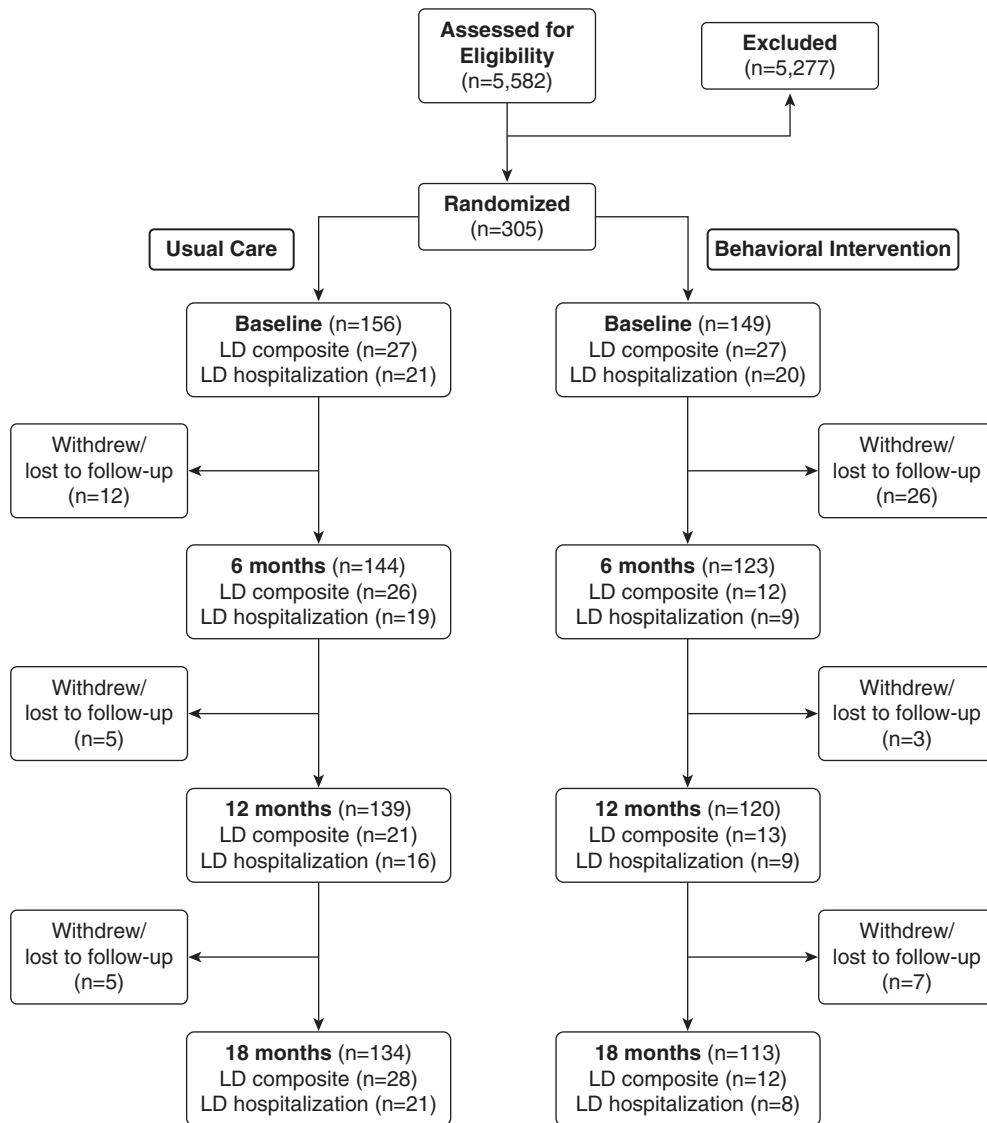 Assessed for
Eligibility
(n=5,582)
Excluded
(n=5,277)
Randomized
(n=305)
Usual Care
Behavioral Intervention
Baseline (n=156)
LD composite (n=27)
LD hospitalization (n=21)
Baseline (n=149)
LD composite (n=27)
LD hospitalization (n=20)
Withdrew/
lost to follow-up
(n=12)
Withdrew/
lost to follow-up
(n=26)
6 months (n=144)
LD composite (n=26)
LD hospitalization (n=19)
6 months (n=123)
LD composite (n=12)
LD hospitalization (n=9)
Withdrew/
lost to follow-up
(n=5)
Withdrew/
lost to follow-up
(n=3)
12 months (n=139)
LD composite (n=21)
LD hospitalization (n=16)
12 months (n=120)
LD composite (n=13)
LD hospitalization (n=9)
Withdrew/
lost to follow-up
(n=5)
Withdrew/
lost to follow-up
(n=7)
18 months (n=134)
LD composite (n=28)
LD hospitalization (n=21)
18 months (n=113)
LD composite (n=12)
LD hospitalization (n=8)